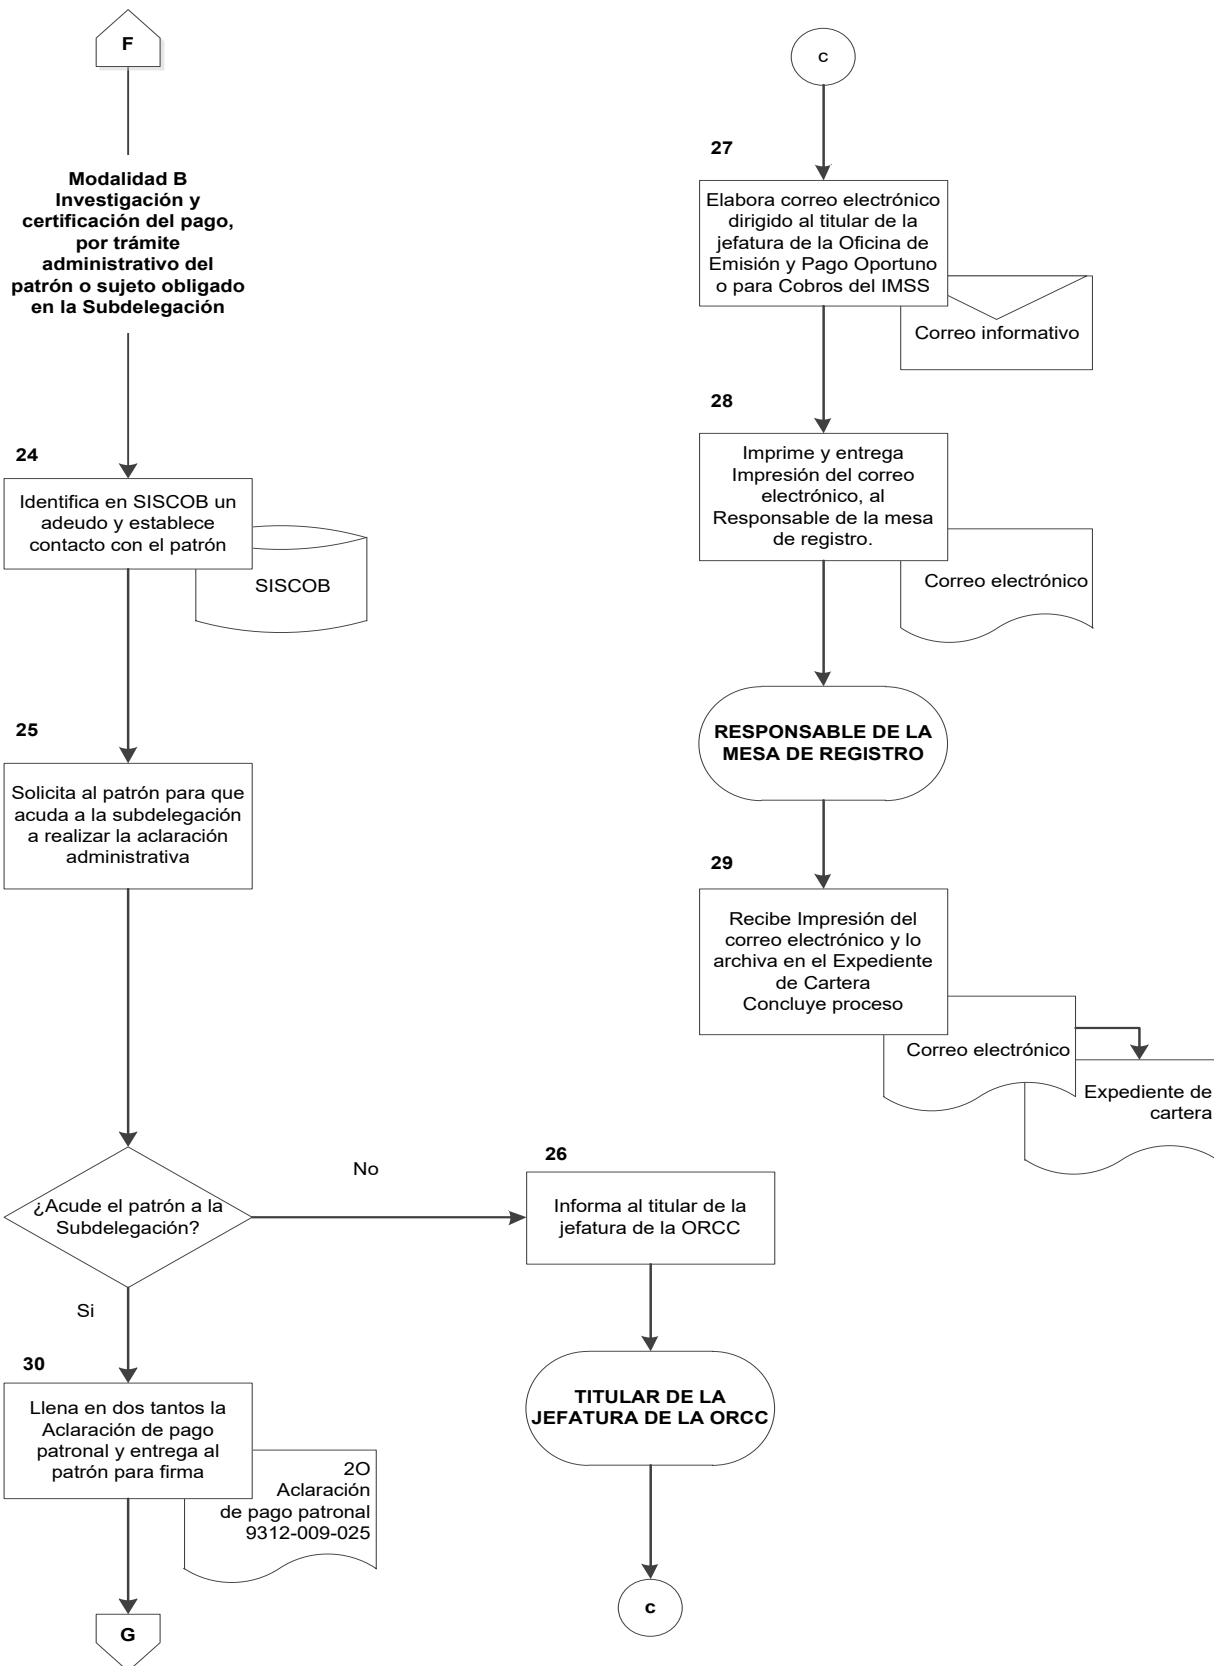 F
Modalidad B
Investigación y
certificación del pago,
por trámite
administrativo del
patrón o sujeto obligado
en la Subdelegación
24
Identifica en SISCOB un
adeudo y establece
contacto con el patrón
SISCOB
25
Solicita al patrón para que
acuda a la subdelegación
a realizar la aclaración
administrativa
¿Acude el patrón a la
Subdelegación?
No
Si
26
Informa al titular de la
jefatura de la ORCC
TITULAR DE LA
JEFATURA DE LA ORCC
c
30
Llena en dos tantos la
Aclaración de pago
patronal y entrega al
patrón para firma
2O
Aclaración
de pago patronal
9312-009-025
G
C
27
Elabora correo electrónico
dirigido al titular de la
jefatura de la Oficina de
Emisión y Pago Oportuno
o para Cobros del IMSS
Correo informativo
28
Imprime y entrega
Impresión del correo
electrónico, al
Responsable de la mesa
de registro.
Correo electrónico
RESPONSABLE DE LA
MESA DE REGISTRO
29
Recibe Impresión del
correo electrónico y lo
archiva en el Expediente
de Cartera
Concluye proceso
Correo electrónico
Expediente de
cartera